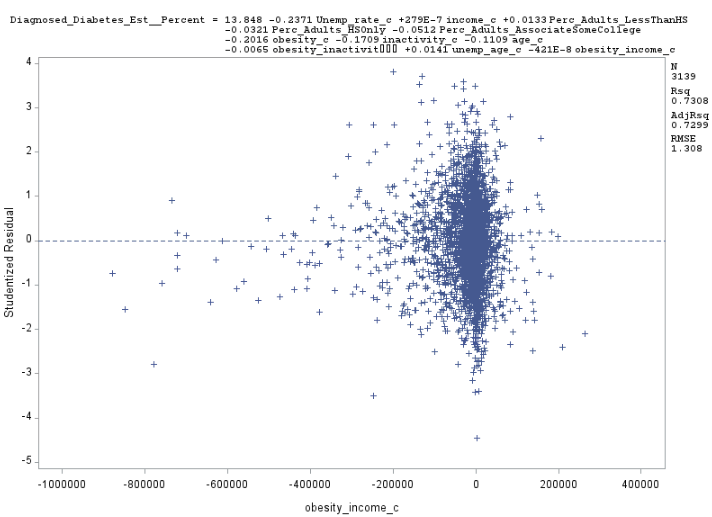 Diagnosed_Diabetes_Est__Percent = 13.848 -0.2371 Unemp_rate_c +279E-7 income_c +0.0133 Perc_Adults_LessThanHS
-0.0321 Perc_Adults_HSOnly -0.0512 Perc_Adults_AssociateSomeCollege
-0.2016 obesity_c -0.1709 inactivity_c -0.1109 age_c
-0.0065 obesity_inactivit▯▯▯ +0.0141 unemp_age_c -421E-8 obesity_income_c
N
3139
Rsq
0.7308
AdjRsq
0.7299
RMSE
1.308
Studentized Residual
4
3
2
1
0
-1
-2
-3
-4
-5
-1000000 -800000 -600000 -400000 -200000 0 200000 400000
obesity_income_c